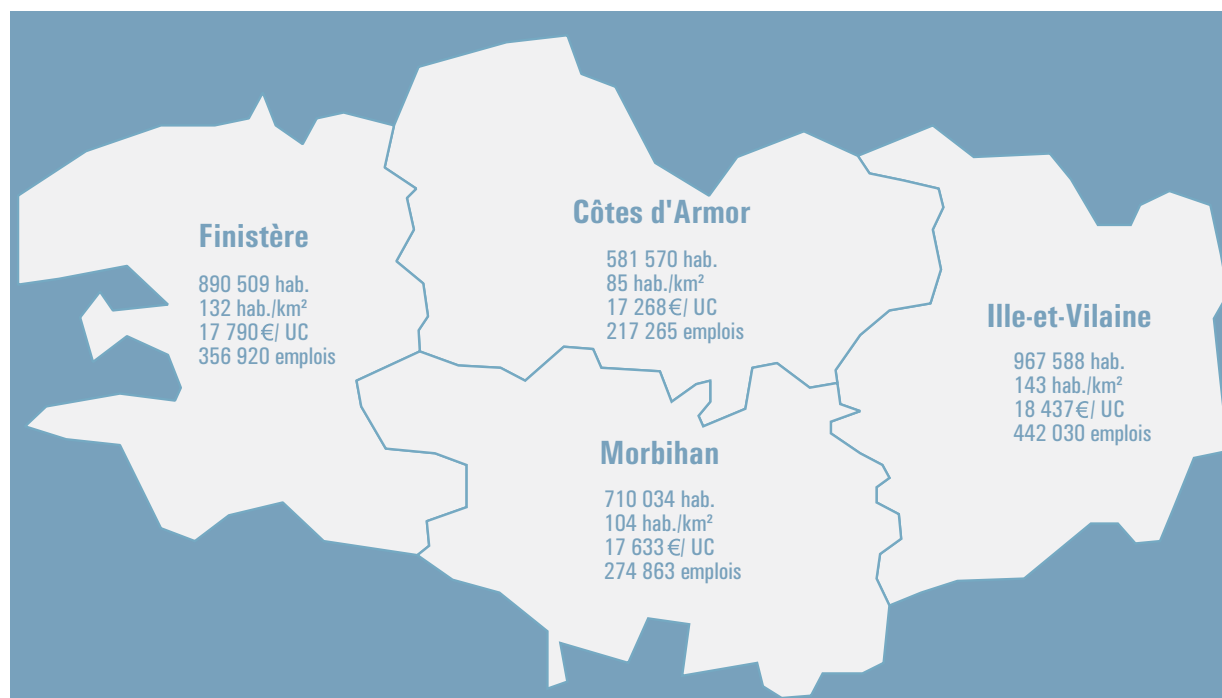 Finistère
890 509 hab.
132 hab./km²
17 790 €/ UC
356 920 emplois
Côtes d'Armor
581 570 hab.
85 hab./km²
17 268 €/ UC
217 265 emplois
Ille-et-Vilaine
967 588 hab.
143 hab./km²
18 437 €/ UC
442 030 emplois
Morbihan
710 034 hab.
104 hab./km²
17 633 €/ UC
274 863 emplois